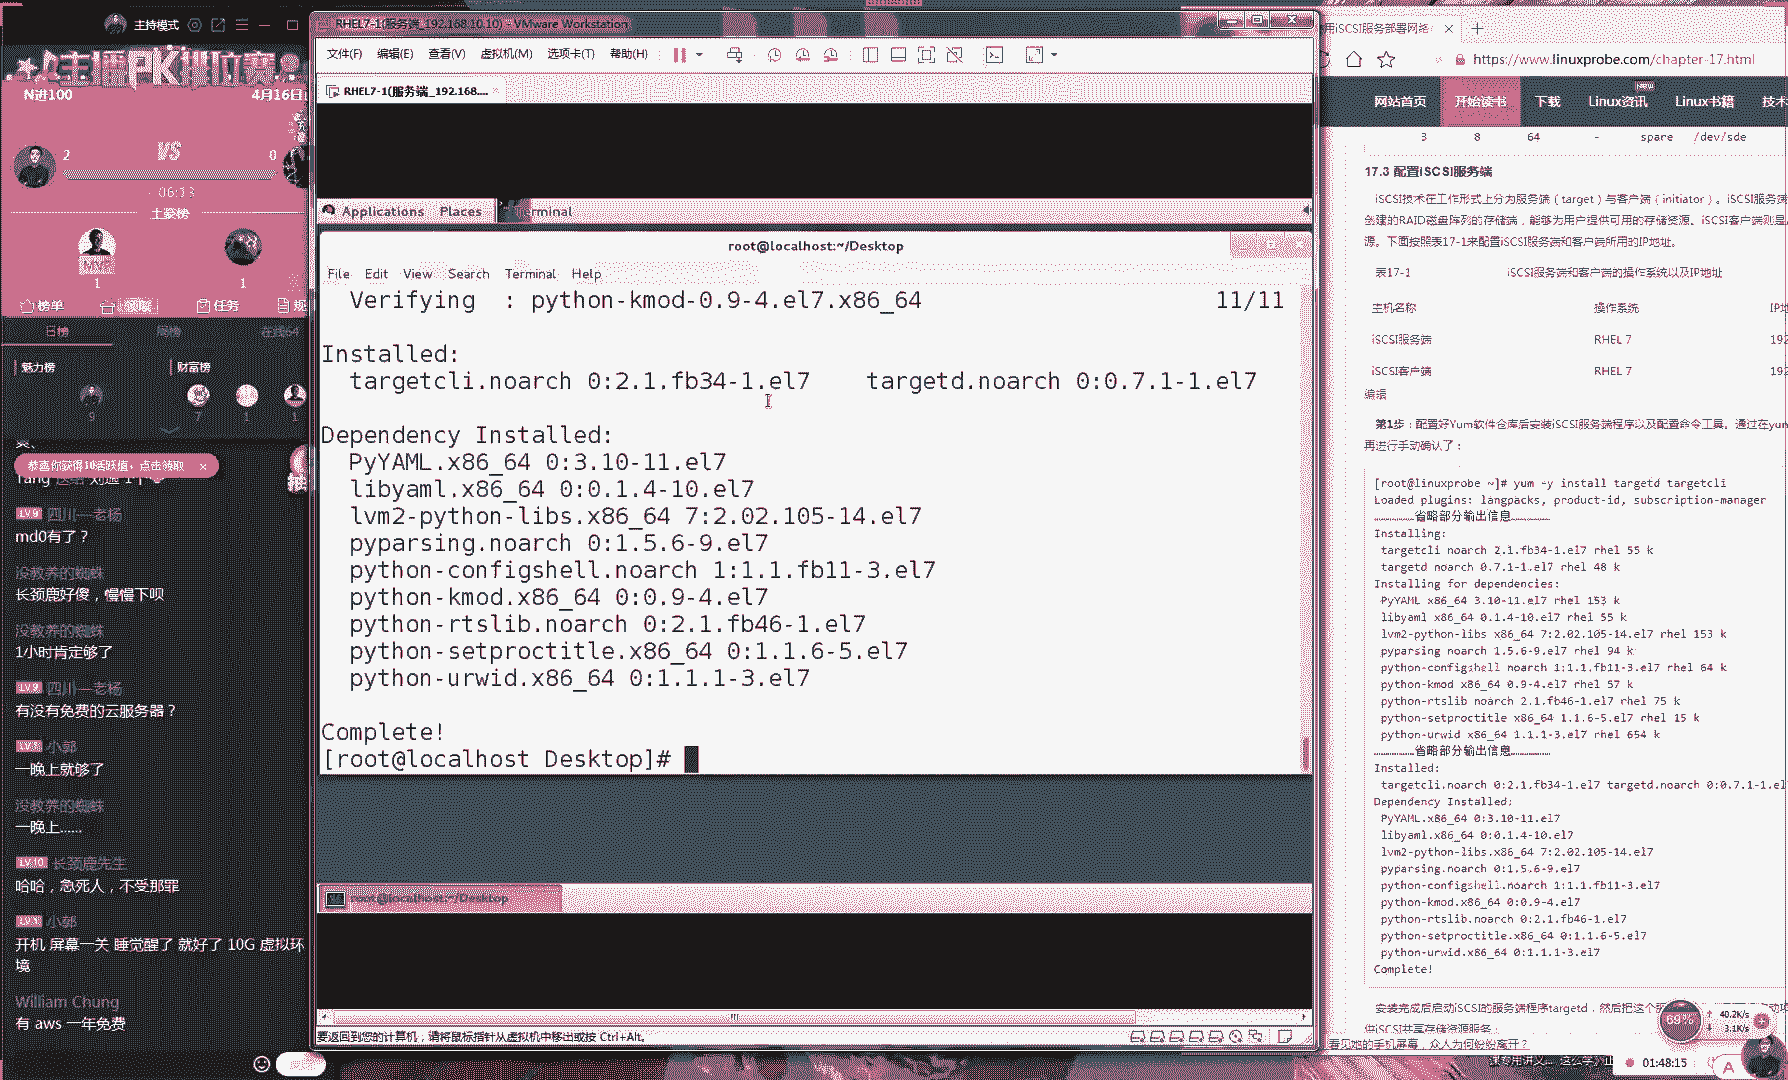 主持模式
主播PK排位赛
N进100
4月16日
2
VS
0
06:13
土豪榜
MVP
1
1
榜单
任务
日榜
周榜
在线64
魅力榜
财富榜
9
7
1
1
恭喜你获得10活跃值，点击领取 ×
LV.9 四川—老杨
md0有了？
没教养的蜘蛛
长颈鹿好傻，慢慢下呗
没教养的蜘蛛
1小时肯定够了
LV.9 四川—老杨
有没有免费的云服务器？
LV.1 小郭
一晚上就够了
没教养的蜘蛛
一晚上......
LV.10 长颈鹿先生
哈哈，急死人，不受那罪
LV.1 小郭
开机 屏幕一关 睡觉醒了 就好了 10G 虚拟环
境
William Chung
有 aws 一年免费
RHEL7-1(服务端_192.168.10.10) - VMware Workstation
文件(F) 编辑(E) 查看(V) 虚拟机(M) 选项卡(T) 帮助(H)
RHEL7-1(服务端_192.168.... ×
Applications Places Terminal
root@localhost:~/Desktop
File Edit View Search Terminal Help
Verifying : python-kmod-0.9-4.el7.x86_64 11/11
Installed:
targetcli.noarch 0:2.1.fb34-1.el7 targetd.noarch 0:0.7.1-1.el7
Dependency Installed:
PyYAML.x86_64 0:3.10-11.el7
libyaml.x86_64 0:0.1.4-10.el7
lvm2-python-libs.x86_64 7:2.02.105-14.el7
pyparsing.noarch 0:1.5.6-9.el7
python-configshell.noarch 1:1.1.fb11-3.el7
python-kmod.x86_64 0:0.9-4.el7
python-rtslib.noarch 0:2.1.fb46-1.el7
python-setproctitle.x86_64 0:1.1.6-5.el7
python-urwid.x86_64 0:1.1.1-3.el7
Complete!
[root@localhost Desktop]#
root@localhost:~/Desktop
要返回到您的计算机，请将鼠标指针从虚拟机中移出或按 Ctrl+Alt。
用iSCSI服务部署网络 ×
https://www.linuxprobe.com/chapter-17.html
网站首页 开始读书 下载 Linux资讯 NEW Linux书籍 技术
3 8 64 - spare /dev/sde
17.3 配置iSCSI服务端
iSCSI技术在工作形式上分为服务端（target）与客户端（initiator）。iSCSI服务端
创建的RAID磁盘阵列的存储端，能够为用户提供可用的存储资源。iSCSI客户端则是
源。下面按照表17-1来配置iSCSI服务端和客户端所用的IP地址。
表17-1 iSCSI服务端和客户端的操作系统以及IP地址
主机名称 操作系统 IP地
iSCSI服务端 RHEL 7 192
iSCSI客户端 RHEL 7 192
编辑
第1步：配置好Yum软件仓库后安装iSCSI服务端程序以及配置命令工具。通过在yum
再进行手动确认了：
[root@linuxprobe ~]# yum -y install targetd targetcli
Loaded plugins: langpacks, product-id, subscription-manager
………………省略部分输出信息………………
Installing:
targetcli noarch 2.1.fb34-1.el7 rhel 55 k
targetd noarch 0.7.1-1.el7 rhel 48 k
Installing for dependencies:
PyYAML x86_64 3.10-11.el7 rhel 153 k
libyaml x86_64 0.1.4-10.el7 rhel 55 k
lvm2-python-libs x86_64 7:2.02.105-14.el7 rhel 153 k
pyparsing noarch 1.5.6-9.el7 rhel 94 k
python-configshell noarch 1:1.1.fb11-3.el7 rhel 64 k
python-kmod x86_64 0.9-4.el7 rhel 57 k
python-rtslib noarch 2.1.fb46-1.el7 rhel 75 k
python-setproctitle x86_64 1.1.6-5.el7 rhel 15 k
python-urwid x86_64 1.1.1-3.el7 rhel 654 k
………………省略部分输出信息………………
Installed:
targetcli.noarch 0:2.1.fb34-1.el7 targetd.noarch 0:0.7.1-1.el
Dependency Installed:
PyYAML.x86_64 0:3.10-11.el7
libyaml.x86_64 0:0.1.4-10.el7
lvm2-python-libs.x86_64 7:2.02.105-14.el7
pyparsing.noarch 0:1.5.6-9.el7
python-configshell.noarch 1:1.1.fb11-3.el7
python-kmod.x86_64 0:0.9-4.el7
python-rtslib.noarch 0:2.1.fb46-1.el7
python-setproctitle.x86_64 0:1.1.6-5.el7
python-urwid.x86_64 0:1.1.1-3.el7
Complete!
安装完成后启动iSCSI的服务端程序targetd，然后把这个
供iSCSI共享存储资源服务：
看见她的手机屏幕，众人为何纷纷离开？
69%
40.2K/s
3.1K/s
01:48:15